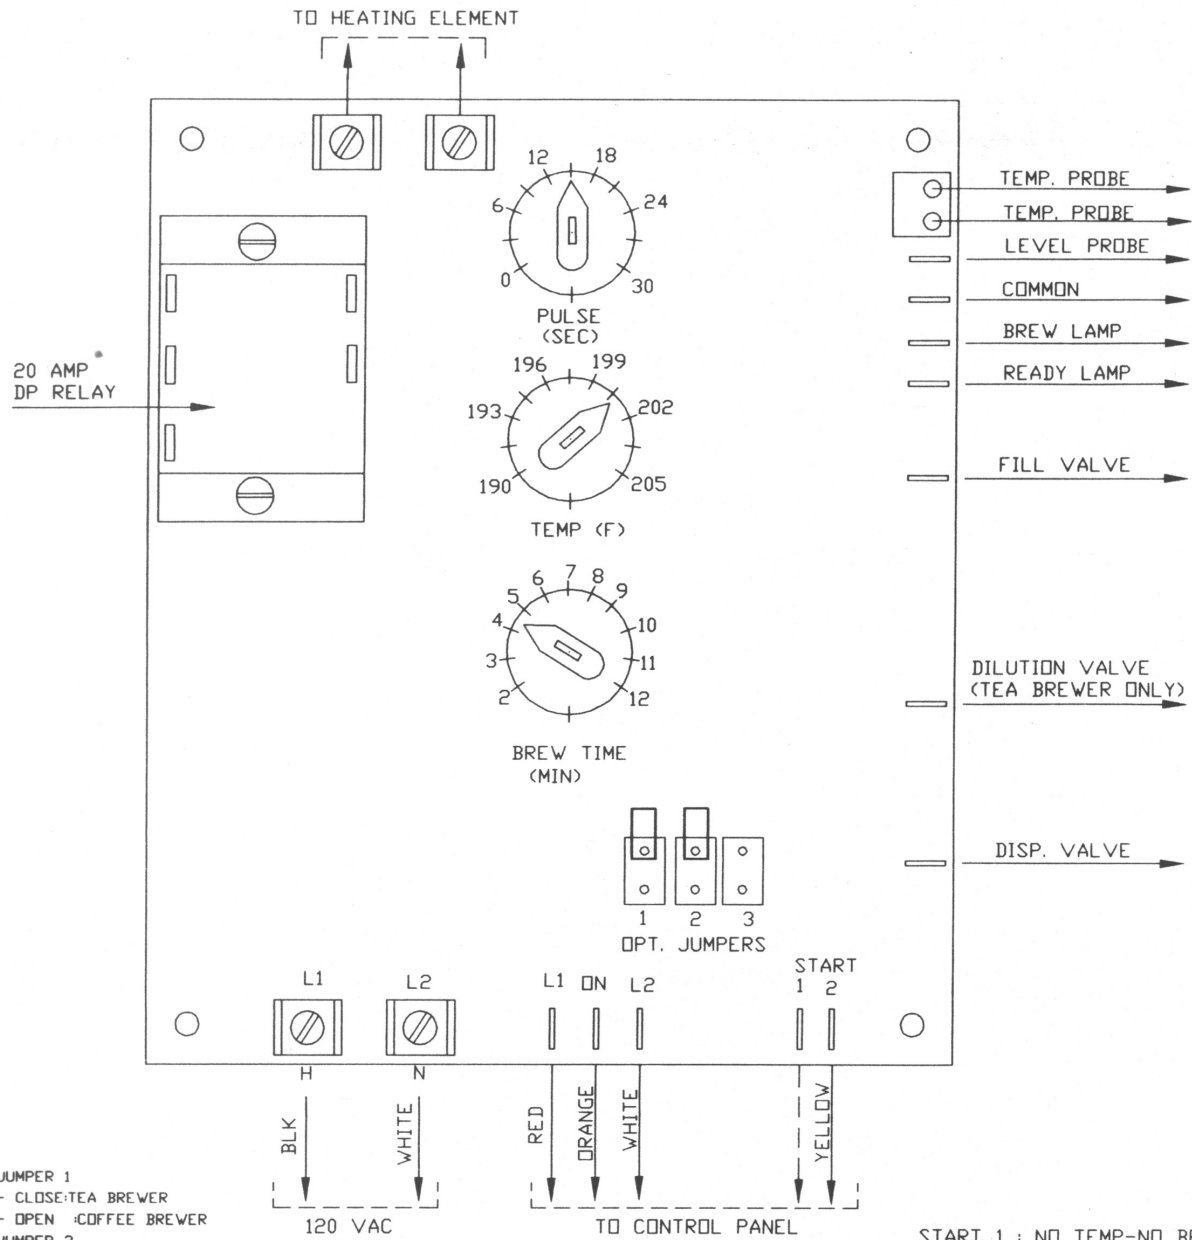 TO HEATING ELEMENT
12
18
6
24
0
30
PULSE
(SEC)
TEMP. PROBE
TEMP. PROBE
LEVEL PROBE
COMMON
BREW LAMP
READY LAMP
20 AMP
DP RELAY
196
199
193
202
190
205
TEMP (F)
FILL VALVE
7
6
8
5
9
4
10
3
11
2
12
BREW TIME
(MIN)
DILUTION VALVE
(TEA BREWER ONLY)
DISP. VALVE
1 2 3
OPT. JUMPERS
START
L1 L2 L1 ON L2 1 2
H N
BLK
WHITE
RED
ORANGE
WHITE
YELLOW
120 VAC
TO CONTROL PANEL
JUMPER 1
- CLOSE:TEA BREWER
- OPEN :COFFEE BREWER
START 1 : NO TEMP-NO